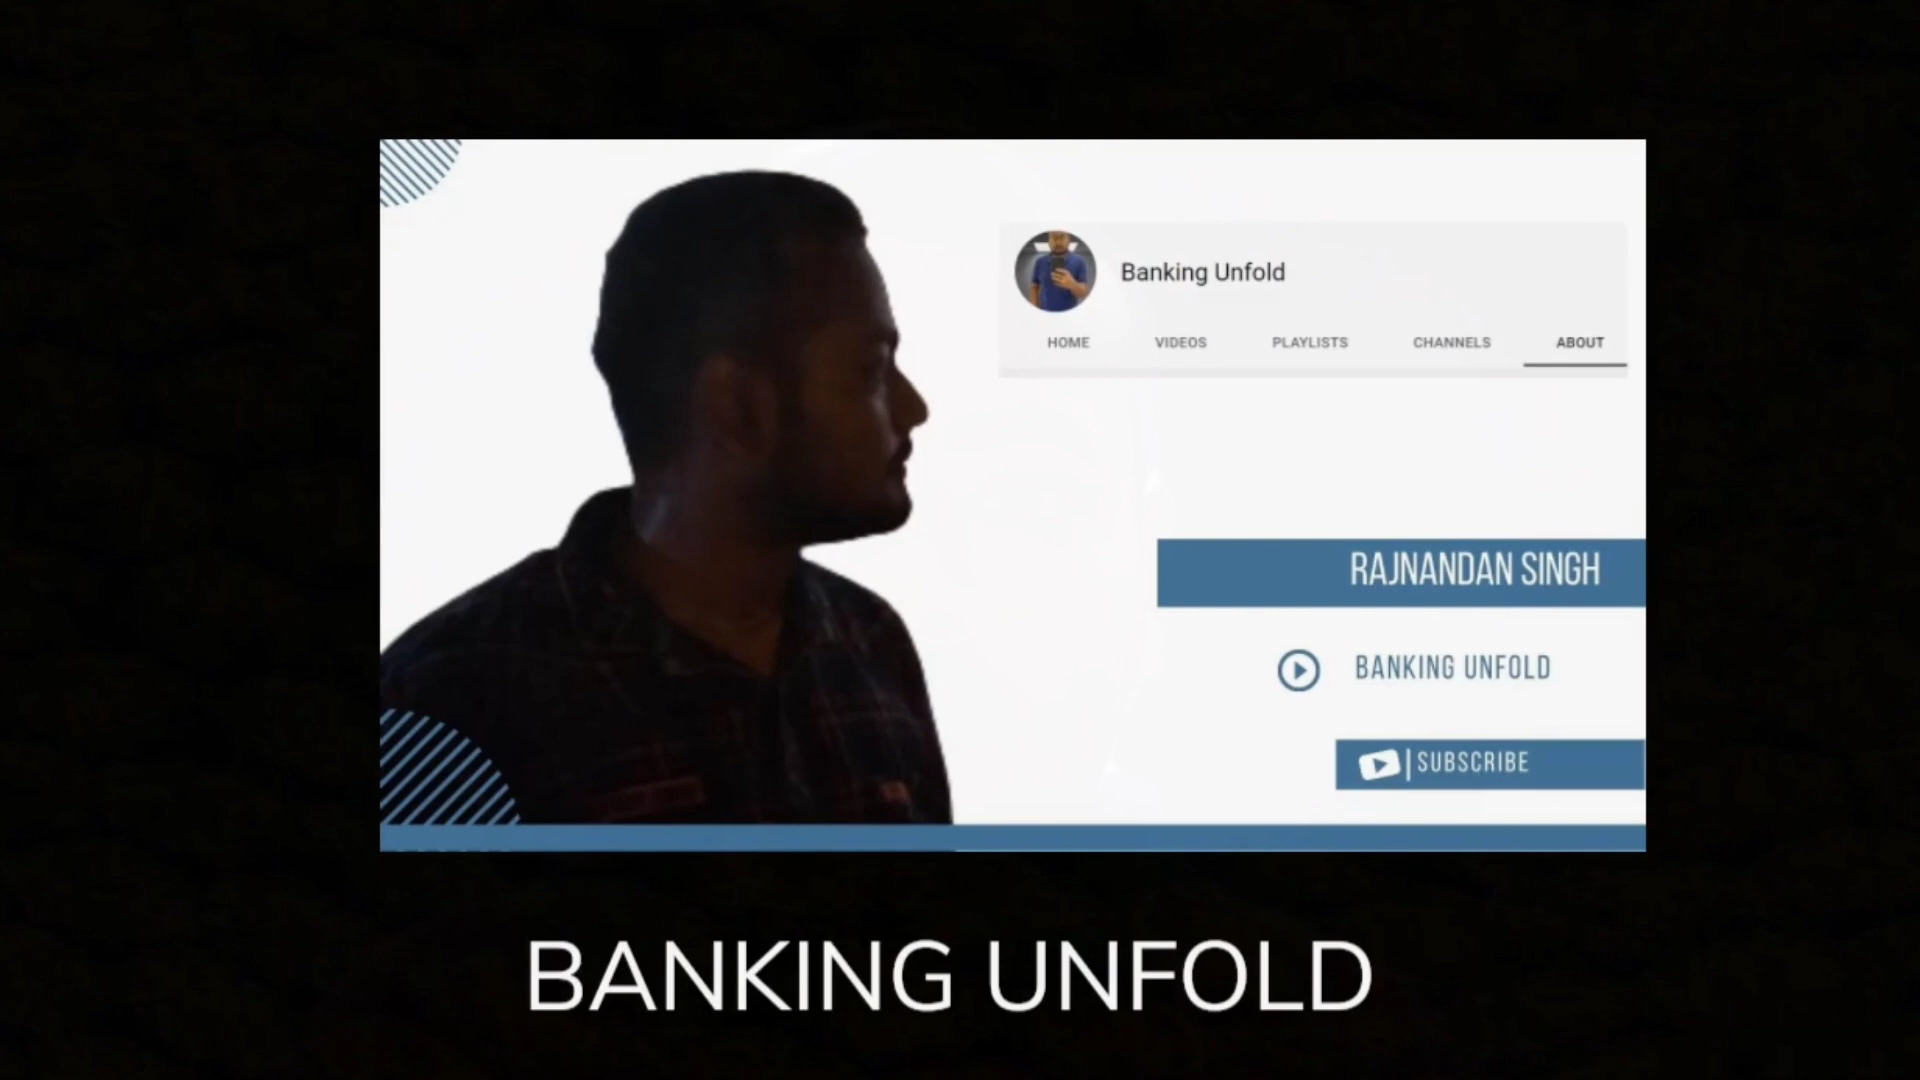 Banking Unfold
HOME VIDEOS PLAYLISTS CHANNELS ABOUT
RAJNANDAN SINGH
BANKING UNFOLD
SUBSCRIBE
BANKING UNFOLD